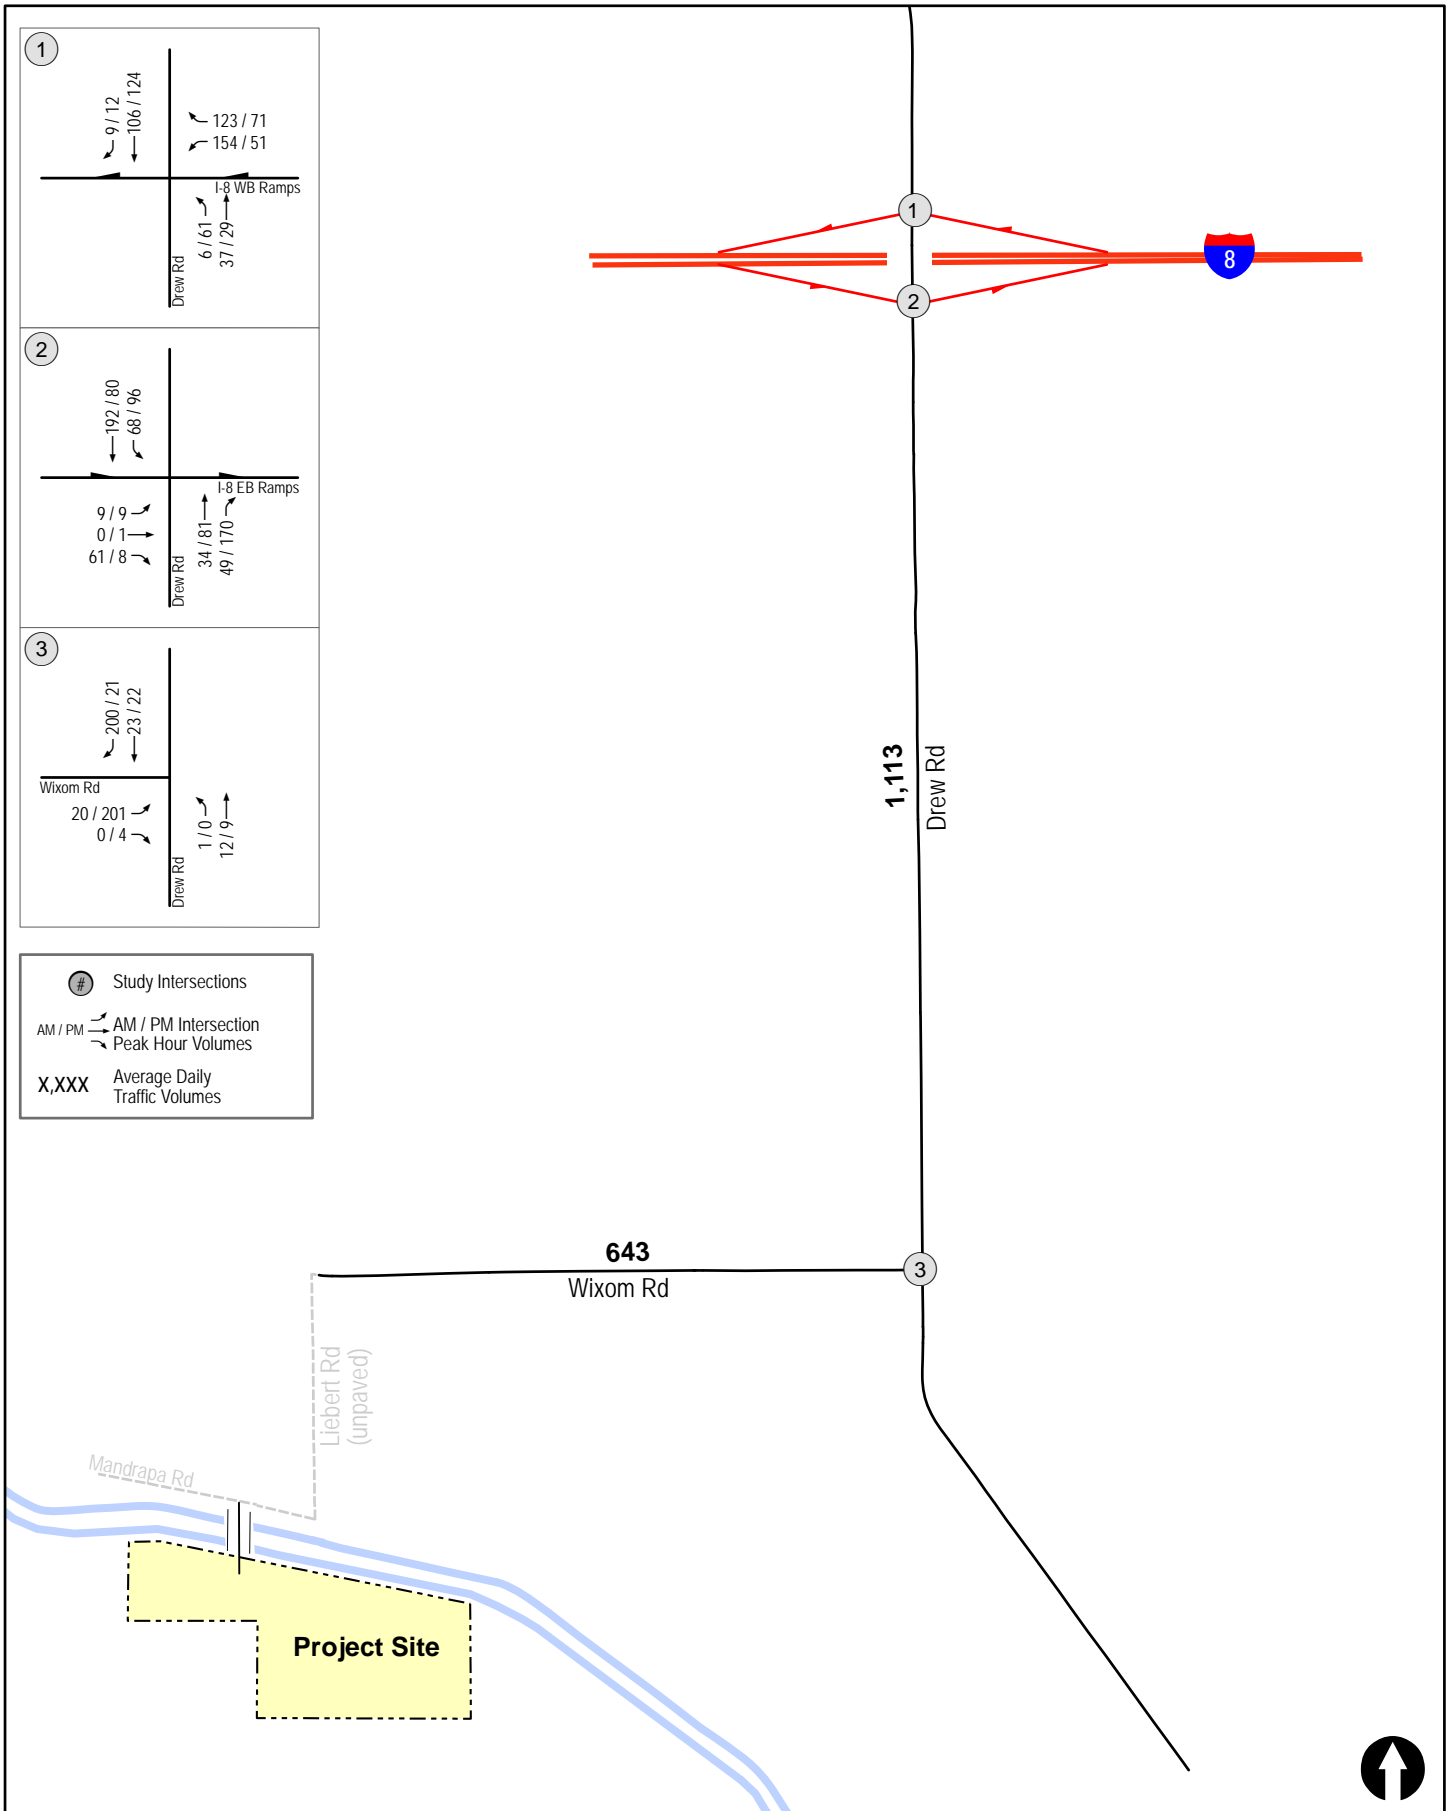 1
9 / 12
106 / 124
123 / 71
154 / 51
I-8 WB Ramps
6 / 61
37 / 29
Drew Rd
2
192 / 80
68 / 96
I-8 EB Ramps
9 / 9
0 / 1
61 / 8
34 / 81
49 / 170
Drew Rd
3
200 / 21
23 / 22
Wixom Rd
20 / 201
0 / 4
1 / 0
12 / 9
Drew Rd
# Study Intersections
AM / PM AM / PM Intersection
Peak Hour Volumes
X,XXX Average Daily
Traffic Volumes
1
8
2
1,113
Drew Rd
643
Wixom Rd
3
Liebert Rd
(unpaved)
Mandrapa Rd
Project Site